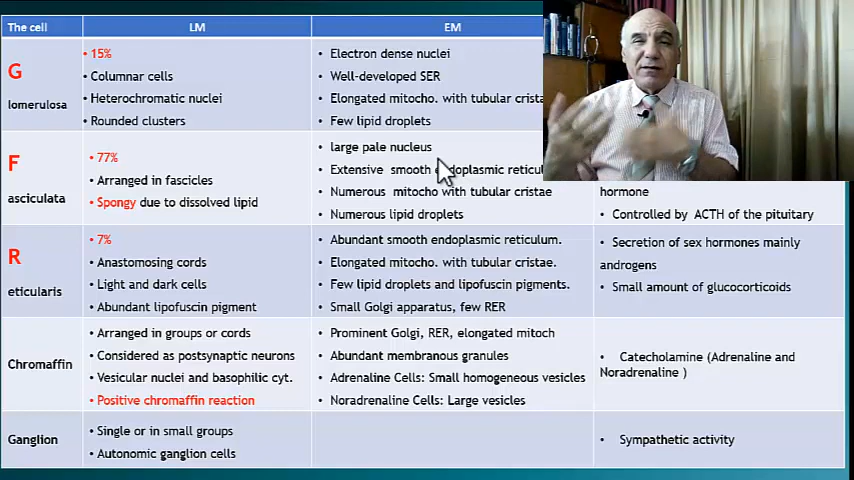 The cell LM EM
G
lomerulosa
• 15%
• Columnar cells
• Heterochromatic nuclei
• Rounded clusters
• Electron dense nuclei
• Well-developed SER
• Elongated mitocho. with tubular cristae
• Few lipid droplets
F
asciculata
• 77%
• Arranged in fascicles
• Spongy due to dissolved lipid
• large pale nucleus
• Extensive smooth endoplasmic
• Numerous mitocho with tubular cristae
• Numerous lipid droplets
hormone
• Controlled by ACTH of the pituitary
R
eticularis
• 7%
• Anastomosing cords
• Light and dark cells
• Abundant lipofuscin pigment
• Abundant smooth endoplasmic reticulum.
• Elongated mitocho. with tubular cristae.
• Few lipid droplets and lipofuscin pigments.
• Small Golgi apparatus, few RER
• Secretion of sex hormones mainly
androgens
• Small amount of glucocorticoids
Chromaffin
• Arranged in groups or cords
• Considered as postsynaptic neurons
• Vesicular nuclei and basophilic cyt.
• Positive chromaffin reaction
• Prominent Golgi, RER, elongated mitoch
• Abundant membranous granules
• Adrenaline Cells: Small homogeneous vesicles
• Noradrenaline Cells: Large vesicles
• Catecholamine (Adrenaline and
Noradrenaline )
Ganglion
• Single or in small groups
• Autonomic ganglion cells
• Sympathetic activity